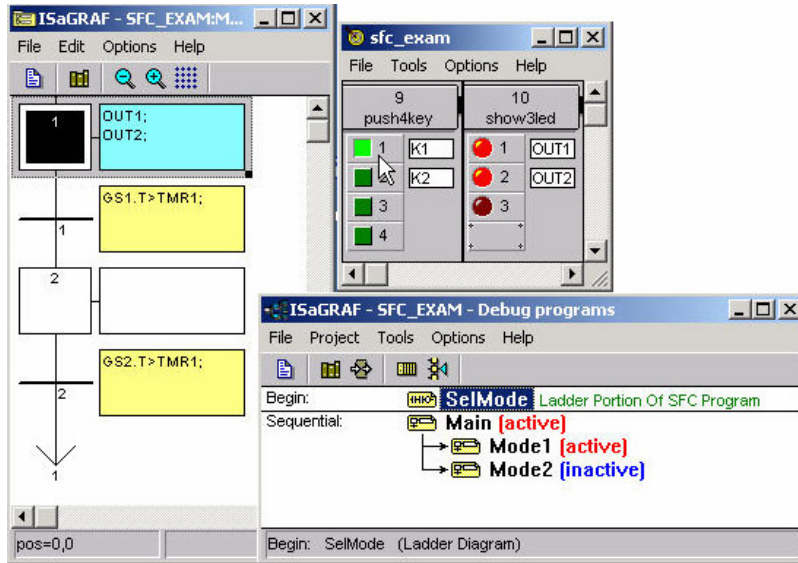 ISaGRAF - SFC_EXAM:M...
File Edit Options Help
1
OUT1;
OUT2;
GS1.T>TMR1;
1
2
GS2.T>TMR1;
2
1
pos=0,0
sfc_exam
File Tools Options Help
9
push4key
10
show3led
1 K1
1 OUT1
2 K2
2 OUT2
3
3
4
ISaGRAF - SFC_EXAM - Debug programs
File Project Tools Options Help
Begin: SelMode Ladder Portion Of SFC Program
Sequential: Main (active)
Mode1 (active)
Mode2 (inactive)
Begin: SelMode (Ladder Diagram)